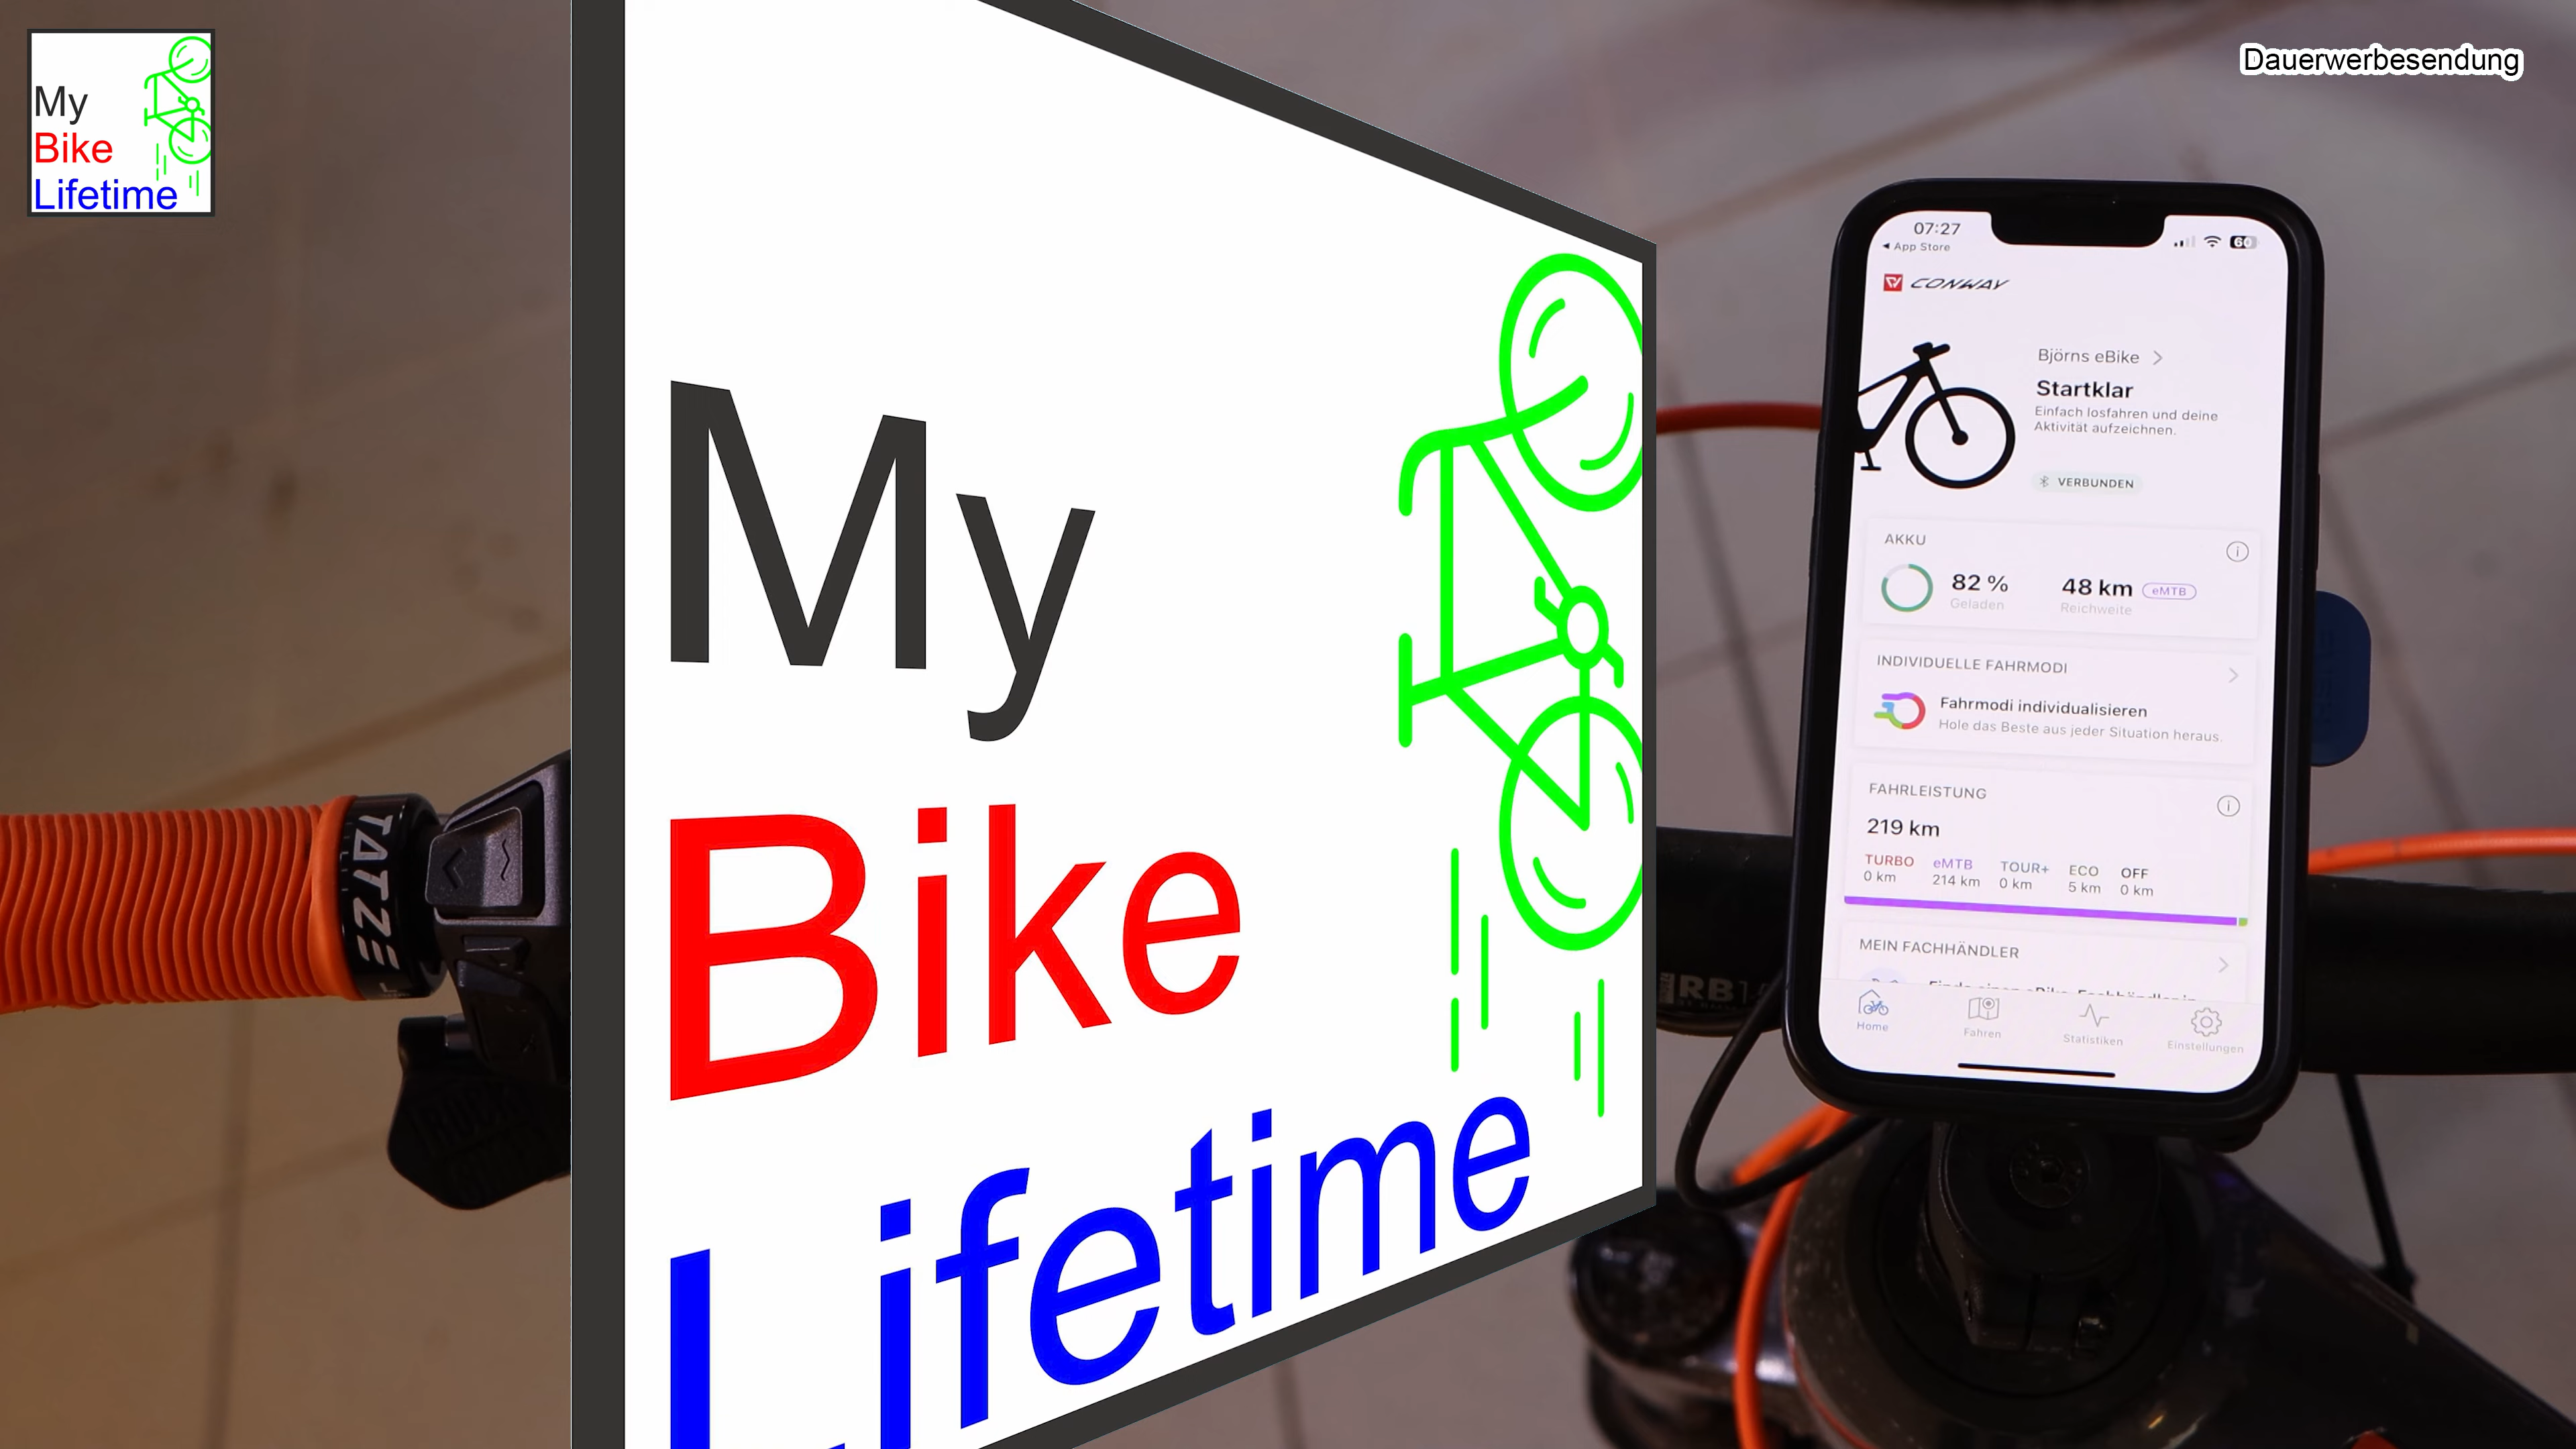 My
Bike
Lifetime
Dauerwerbesendung
My
Bike
Lifetime
TATZE
07:27
60
App Store
CONWAY
Björns eBike
Startklar
Einfach losfahren und deine
Aktivität aufzeichnen.
VERBUNDEN
AKKU
82 %
48 km
eMTB
Geladen
Reichweite
INDIVIDUELLE FAHRMODI
Fahrmodi individualisieren
Hole das Beste aus jeder Situation heraus.
FAHRLEISTUNG
219 km
TURBO eMTB TOUR+ ECO OFF
0 km 214 km 0 km 5 km 0 km
MEIN FACHHÄNDLER
Home
Fahren
Statistiken
Einstellungen
RB